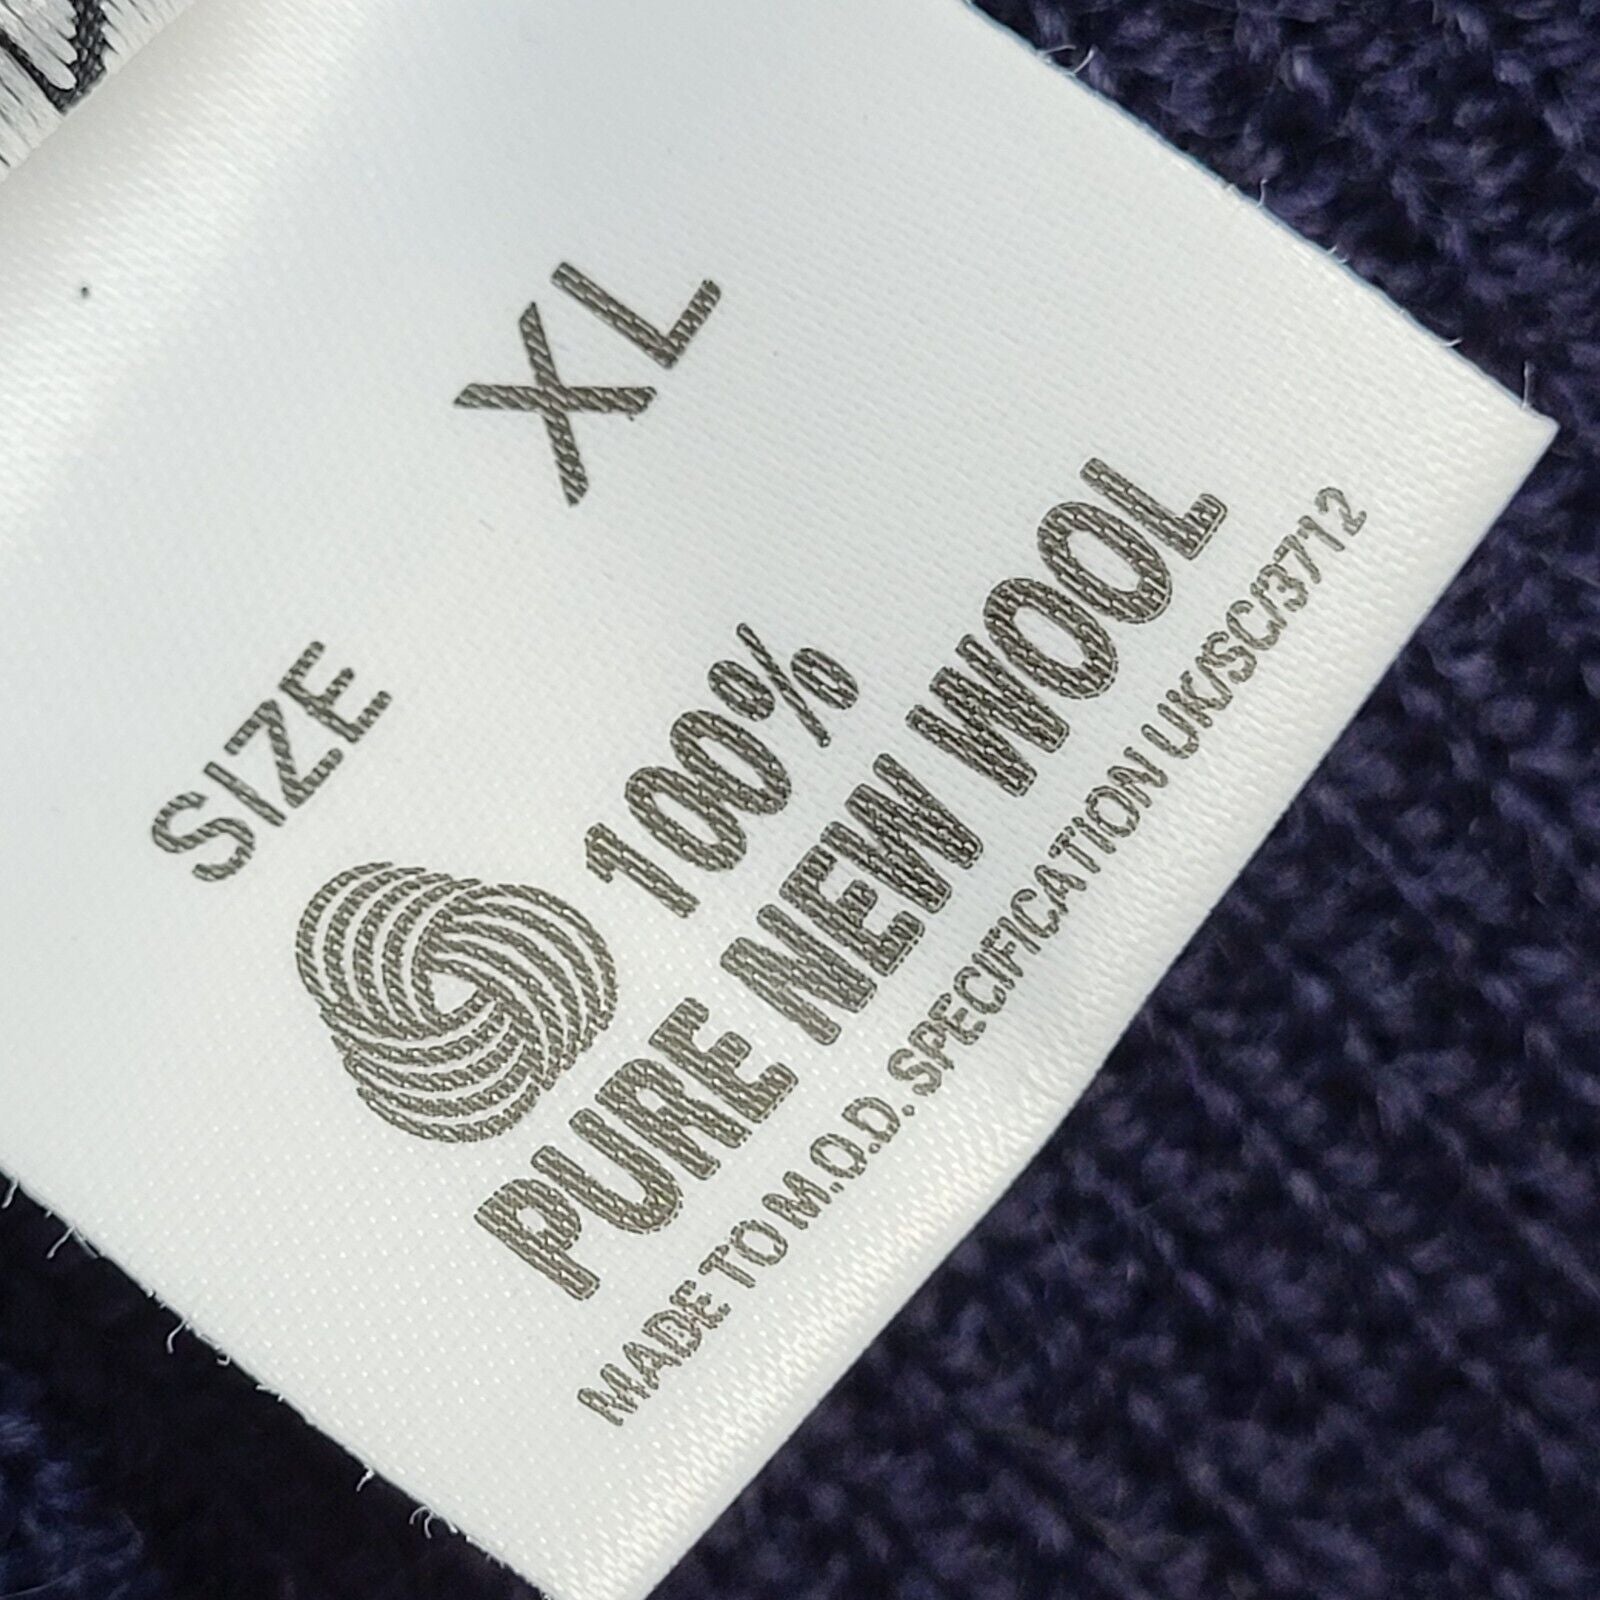 SIZE XL
100%
PURE NEW WOOL
MADE TO M.O.D. SPECIFICATION UK/SC/3712